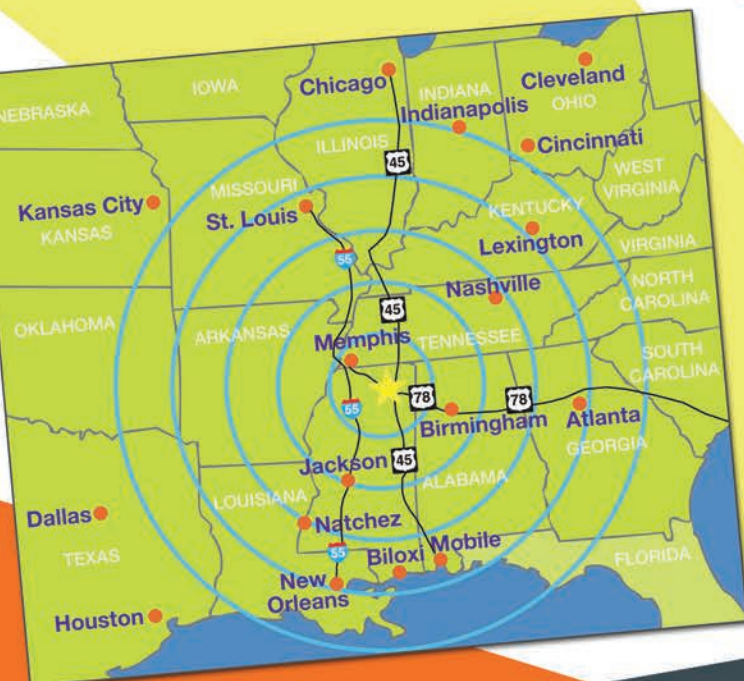 Chicago
Cleveland
IOWA
INDIANA
OHIO
NEBRASKA
Indianapolis
ILLINOIS
45
Cincinnati
WEST
VIRGINIA
MISSOURI
Kansas City
KANSAS
St. Louis
KENTUCKY
Lexington
VIRGINIA
55
Nashville
NORTH
CAROLINA
45
OKLAHOMA
ARKANSAS
Memphis
TENNESSEE
SOUTH
CAROLINA
55
78
78
Birmingham
Atlanta
GEORGIA
Jackson
45
ALABAMA
LOUISIANA
Dallas
Natchez
TEXAS
55
Biloxi
Mobile
FLORIDA
New
Orleans
Houston